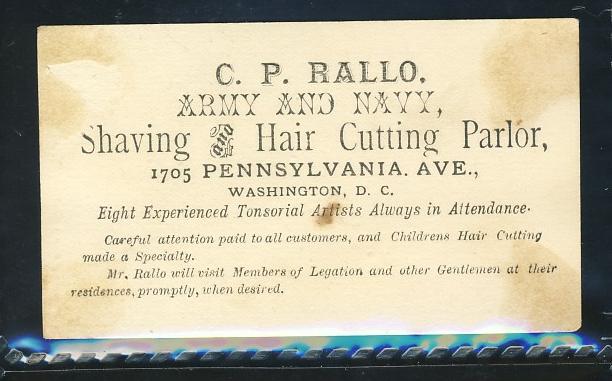 C. P. RALLO.
ARMY AND NAVY,
Shaving and Hair Cutting Parlor,
1705 PENNSYLVANIA. AVE.,
WASHINGTON, D. C.
Eight Experienced Tonsorial Artists Always in Attendance.
Careful attention paid to all customers, and Childrens Hair Cutting
made a Specialty.
Mr. Rallo will visit Members of Legation and other Gentlemen at their
residences, promptly, when desired.